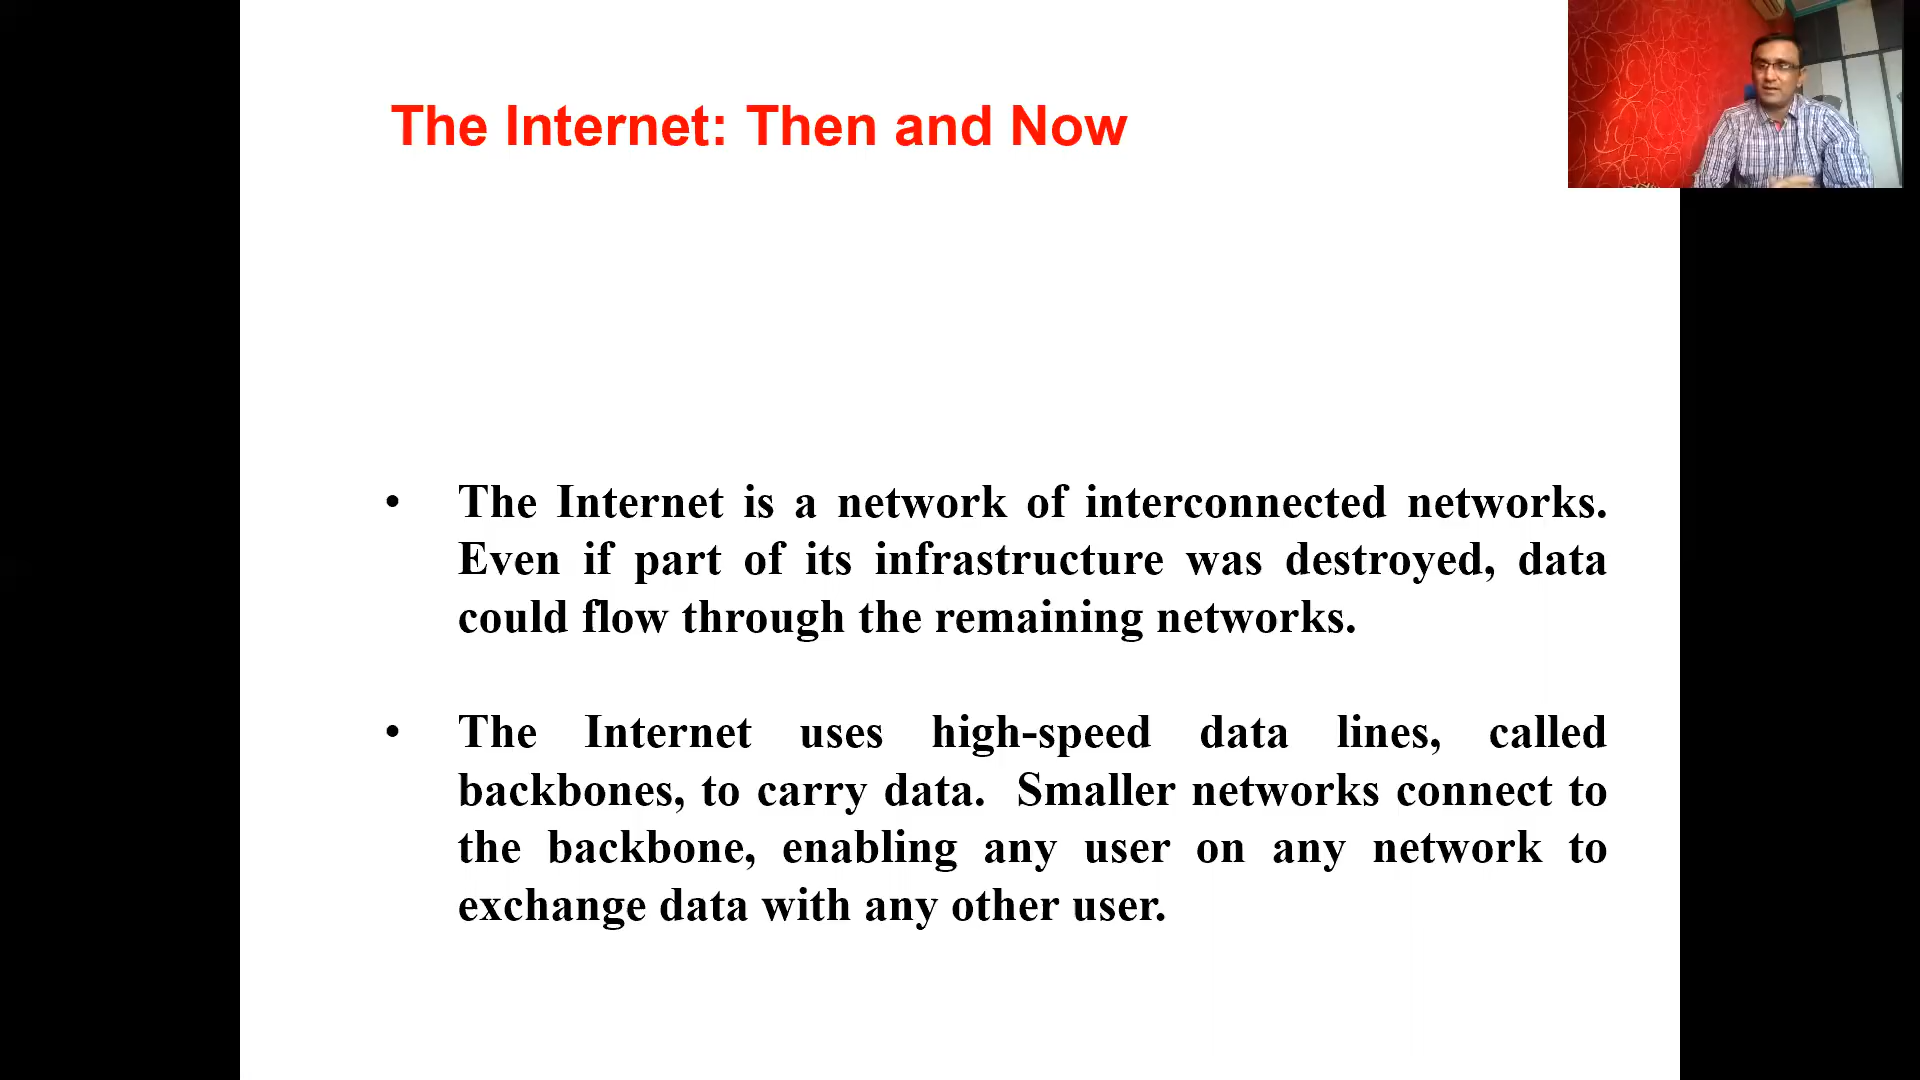 The Internet: Then and Now
• The Internet is a network of interconnected networks.
Even if part of its infrastructure was destroyed, data
could flow through the remaining networks.
• The Internet uses high-speed data lines, called
backbones, to carry data. Smaller networks connect to
the backbone, enabling any user on any network to
exchange data with any other user.